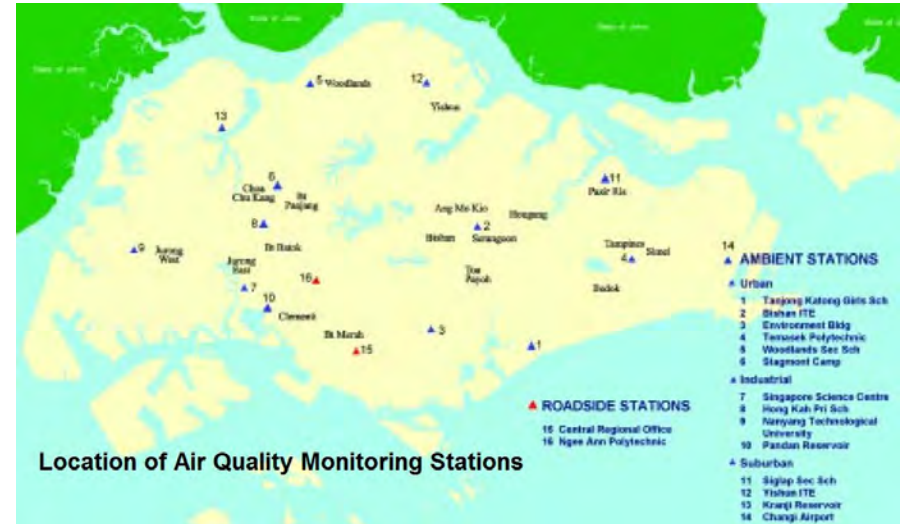 13
5 Woodlands
12
Yishun
6
Choa
Chu Kang
Bt
Panjang
11
Pasir Ris
Ang Mo Kio
Hougang
8
2
Bishan
Serangoon
9
Jurong
West
Bt Batok
Tampines
Simei
4
14
Jurong
East
16
Toa
Payoh
7
Bedok
10
Clementi
Bt Merah
3
15
1
AMBIENT STATIONS
Urban
1 Tanjong Katong Girls Sch
2 Bishan ITE
3 Environment Bldg
4 Temasek Polytechnic
5 Woodlands Sec Sch
6 Stagmont Camp
Industrial
7 Singapore Science Centre
8 Hong Kah Pri Sch
9 Nanyang Technological
University
10 Pandan Reservoir
Suburban
11 Siglap Sec Sch
12 Yishun ITE
13 Kranji Reservoir
14 Changi Airport
ROADSIDE STATIONS
15 Central Regional Office
16 Ngee Ann Polytechnic
Location of Air Quality Monitoring Stations